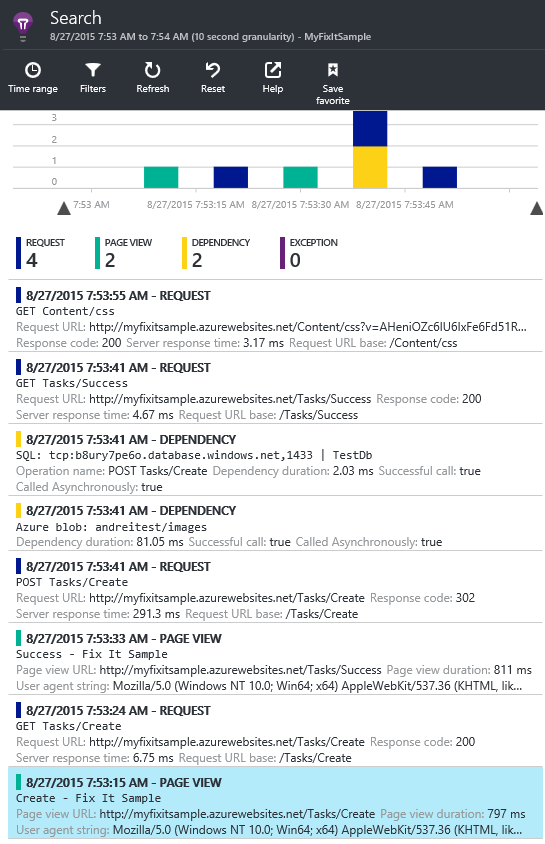 Search
8/27/2015 7:53 AM to 7:54 AM (10 second granularity) - MyFixItSample
Time range Filters Refresh Reset Help Save favorite
3
2
1
0
7:53 AM 8/27/2015 7:53:15 AM 8/27/2015 7:53:30 AM 8/27/2015 7:53:45 AM
REQUEST PAGE VIEW DEPENDENCY EXCEPTION
4 2 2 0
8/27/2015 7:53:55 AM - REQUEST
GET Content/css
Request URL: http://myfixitsample.azurewebsites.net/Content/css?v=AHeniOZc6IU6IxFe6Fd51R...
Response code: 200 Server response time: 3.17 ms Request URL base: /Content/css
8/27/2015 7:53:41 AM - REQUEST
GET Tasks/Success
Request URL: http://myfixitsample.azurewebsites.net/Tasks/Success Response code: 200
Server response time: 4.67 ms Request URL base: /Tasks/Success
8/27/2015 7:53:41 AM - DEPENDENCY
SQL: tcp:b8ury7pe6o.database.windows.net,1433 | TestDb
Operation name: POST Tasks/Create Dependency duration: 2.03 ms Successful call: true
Called Asynchronously: true
8/27/2015 7:53:41 AM - DEPENDENCY
Azure blob: andreitest/images
Dependency duration: 81.05 ms Successful call: true Called Asynchronously: true
8/27/2015 7:53:41 AM - REQUEST
POST Tasks/Create
Request URL: http://myfixitsample.azurewebsites.net/Tasks/Create Response code: 302
Server response time: 291.3 ms Request URL base: /Tasks/Create
8/27/2015 7:53:33 AM - PAGE VIEW
Success - Fix It Sample
Page view URL: http://myfixitsample.azurewebsites.net/Tasks/Success Page view duration: 811 ms
User agent string: Mozilla/5.0 (Windows NT 10.0; Win64; x64) AppleWebKit/537.36 (KHTML, lik...
8/27/2015 7:53:24 AM - REQUEST
GET Tasks/Create
Request URL: http://myfixitsample.azurewebsites.net/Tasks/Create Response code: 200
Server response time: 6.75 ms Request URL base: /Tasks/Create
8/27/2015 7:53:15 AM - PAGE VIEW
Create - Fix It Sample
Page view URL: http://myfixitsample.azurewebsites.net/Tasks/Create Page view duration: 797 ms
User agent string: Mozilla/5.0 (Windows NT 10.0; Win64; x64) AppleWebKit/537.36 (KHTML, lik...